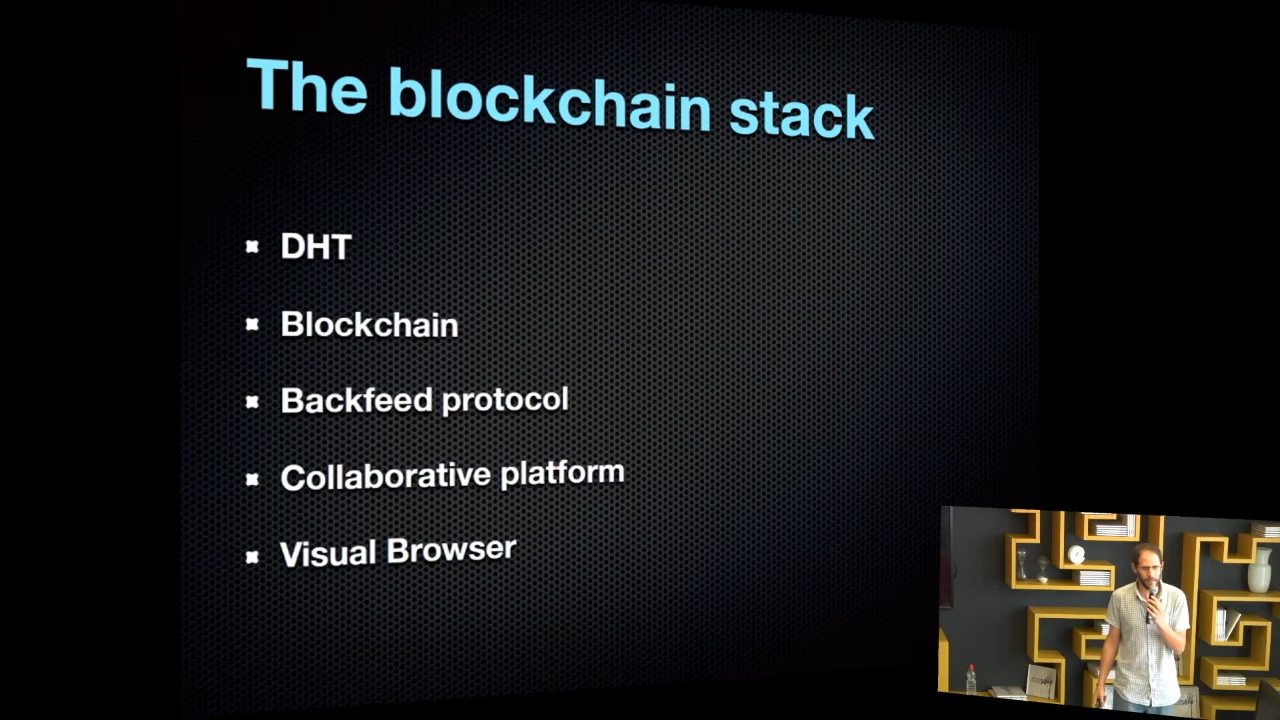 The blockchain stack
DHT
Blockchain
Backfeed protocol
Collaborative platform
Visual Browser